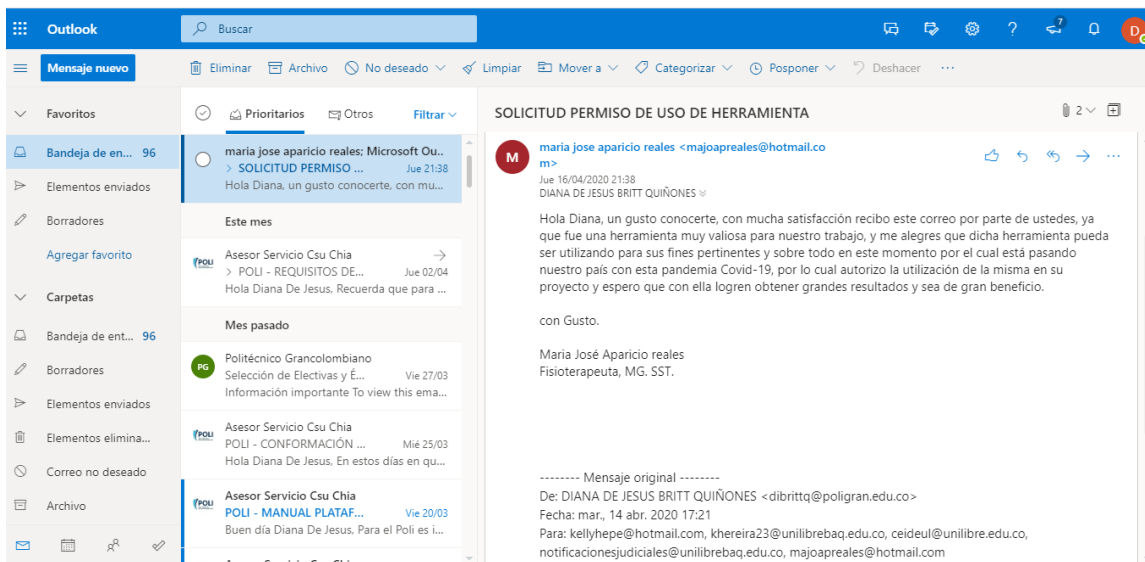 Outlook
Buscar
7
D
Mensaje nuevo
Eliminar
Archivo
No deseado
Limpiar
Mover a
Categorizar
Posponer
Deshacer
...
Favoritos
Bandeja de en... 96
Elementos enviados
Borradores
Agregar favorito
Carpetas
Bandeja de ent... 96
Borradores
Elementos enviados
Elementos elimina...
Correo no deseado
Archivo
Prioritarios
Otros
Filtrar
maria jose aparicio reales; Microsoft Ou...
> SOLICITUD PERMISO ... Jue 21:38
Hola Diana, un gusto conocerte, con mu...
Este mes
POLI
Asesor Servicio Csu Chia
> POLI - REQUISITOS DE... Jue 02/04
Hola Diana De Jesus, Recuerda que para ...
Mes pasado
PG
Politécnico Grancolombiano
Selección de Electivas y É... Vie 27/03
Información importante To view this ema...
POLI
Asesor Servicio Csu Chia
POLI - CONFORMACIÓN ... Mié 25/03
Hola Diana De Jesus, En estos días en qu...
POLI
Asesor Servicio Csu Chia
POLI - MANUAL PLATAF... Vie 20/03
Buen día Diana De Jesus, Para el Poli es i...
SOLICITUD PERMISO DE USO DE HERRAMIENTA
2
M
maria jose aparicio reales <majoapreales@hotmail.co
m>
Jue 16/04/2020 21:38
DIANA DE JESUS BRITT QUIÑONES
Hola Diana, un gusto conocerte, con mucha satisfacción recibo este correo por parte de ustedes, ya
que fue una herramienta muy valiosa para nuestro trabajo, y me alegres que dicha herramienta pueda
ser utilizando para sus fines pertinentes y sobre todo en este momento por el cual está pasando
nuestro país con esta pandemia Covid-19, por lo cual autorizo la utilización de la misma en su
proyecto y espero que con ella logren obtener grandes resultados y sea de gran beneficio.
con Gusto.
Maria José Aparicio reales
Fisioterapeuta, MG. SST.
-------- Mensaje original --------
De: DIANA DE JESUS BRITT QUIÑONES <dibrittq@poligran.edu.co>
Fecha: mar., 14 abr. 2020 17:21
Para: kellyhepe@hotmail.com, khereira23@unilibrebaq.edu.co, ceideul@unilibre.edu.co,
notificacionesjudiciales@unilibrebaq.edu.co, majoapreales@hotmail.com